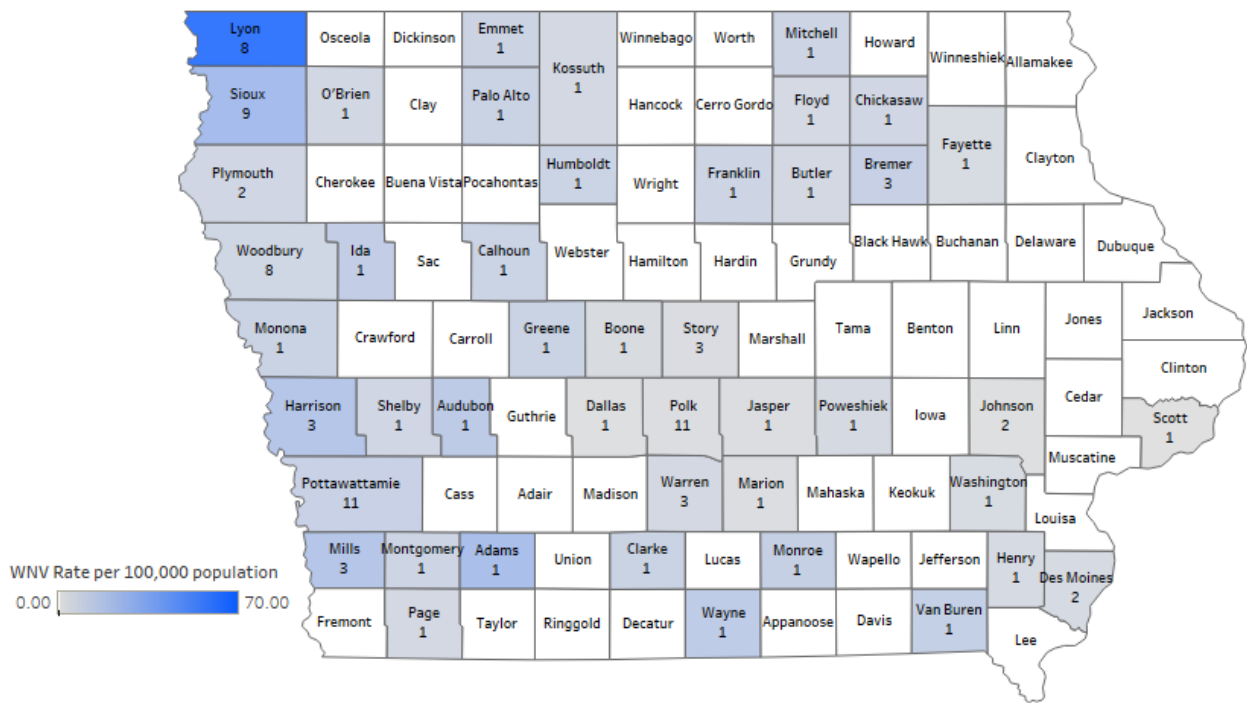 Lyon
8
Osceola
Dickinson
Emmet
1
Kossuth
1
Winnebago
Worth
Mitchell
1
Howard
Winneshiek
Allamakee
Sioux
9
O'Brien
1
Clay
Palo Alto
1
Hancock
Cerro Gordo
Floyd
1
Chickasaw
1
Fayette
1
Clayton
Plymouth
2
Cherokee
Buena Vista
Pocahontas
Humboldt
1
Wright
Franklin
1
Butler
1
Bremer
3
Woodbury
8
Ida
1
Sac
Calhoun
1
Webster
Hamilton
Hardin
Grundy
Black Hawk
Buchanan
Delaware
Dubuque
Monona
1
Crawford
Carroll
Greene
1
Boone
1
Story
3
Marshall
Tama
Benton
Linn
Jones
Jackson
Clinton
Harrison
3
Shelby
1
Audubon
1
Guthrie
Dallas
1
Polk
11
Jasper
1
Poweshiek
1
Iowa
Johnson
2
Cedar
Scott
1
Muscatine
Pottawattamie
11
Cass
Adair
Madison
Warren
3
Marion
1
Mahaska
Keokuk
Washington
1
Louisa
Mills
3
Montgomery
1
Adams
1
Union
Clarke
1
Lucas
Monroe
1
Wapello
Jefferson
Henry
1
Des Moines
2
WNV Rate per 100,000 population
0.00
70.00
Fremont
Page
1
Taylor
Ringgold
Decatur
Wayne
1
Appanoose
Davis
Van Buren
1
Lee